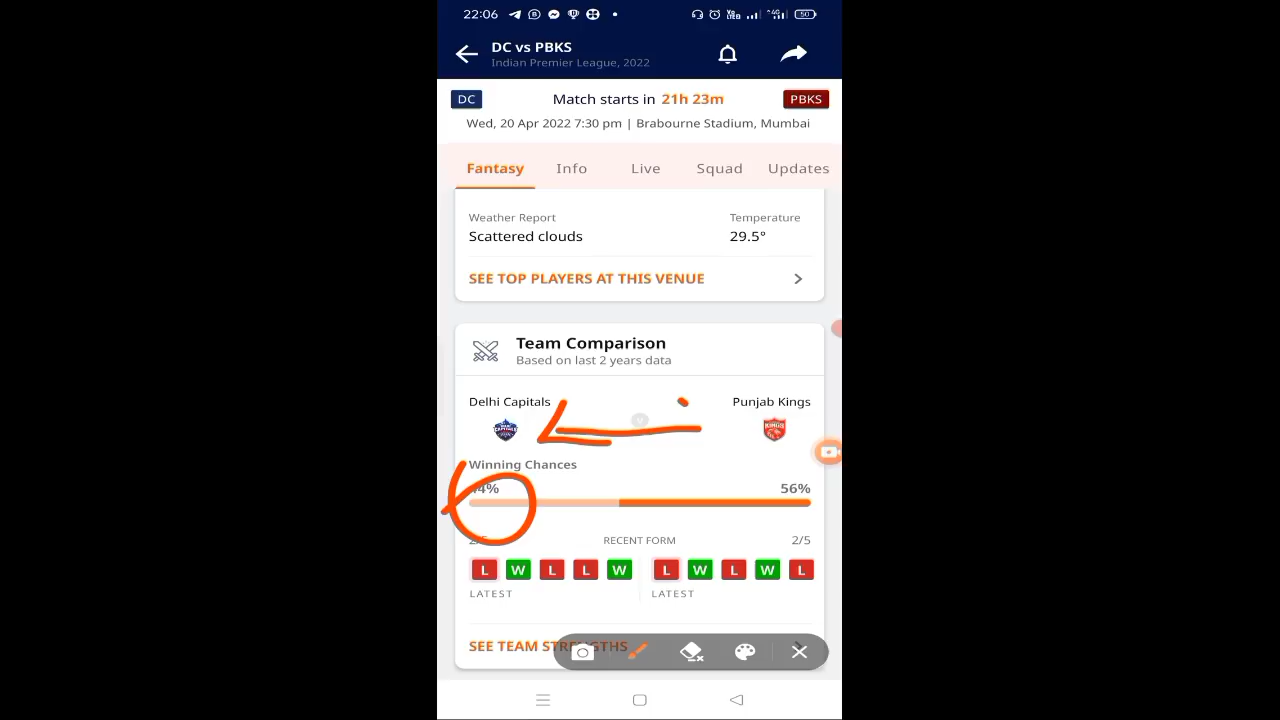 22:06
50
DC vs PBKS
Indian Premier League, 2022
DC Match starts in 21h 23m PBKS
Wed, 20 Apr 2022 7:30 pm | Brabourne Stadium, Mumbai
Fantasy Info Live Squad Updates
Weather Report Temperature
Scattered clouds 29.5°
SEE TOP PLAYERS AT THIS VENUE
Team Comparison
Based on last 2 years data
Delhi Capitals Punjab Kings
Winning Chances
56%
RECENT FORM 2/5
L W L L W L W L W L
LATEST LATEST
SEE TEAM STRENGTHS